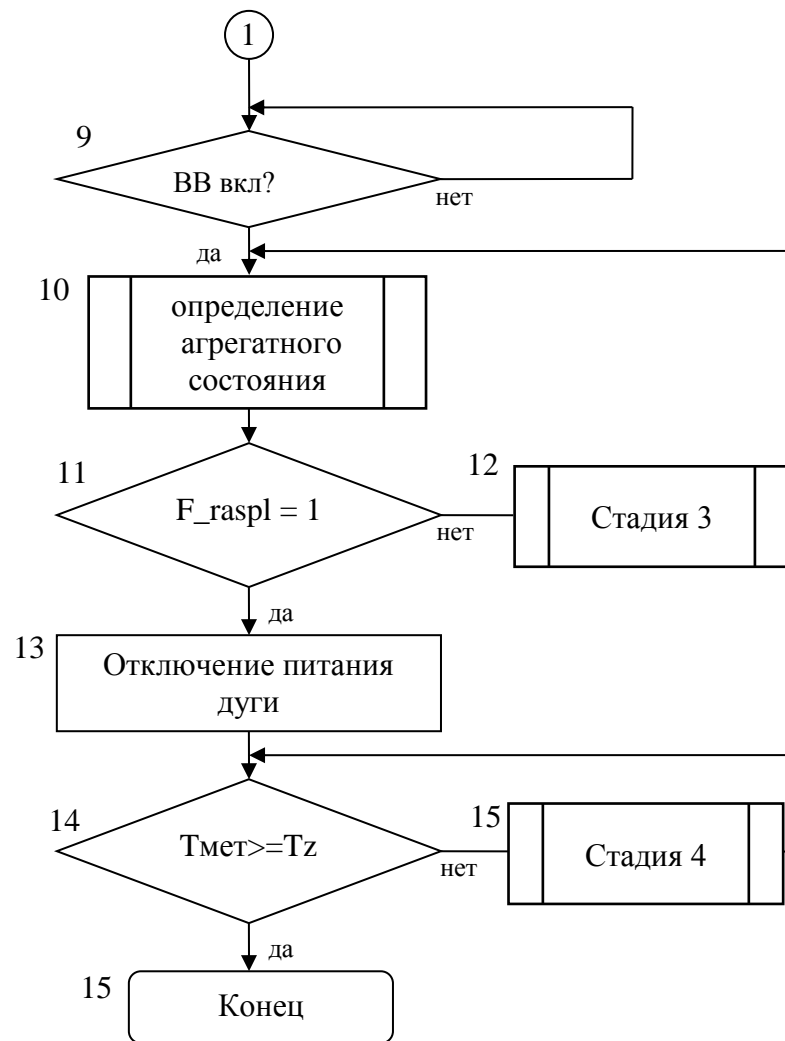 1
9
ВВ вкл?
нет
да
10
определение
агрегатного
состояния
11
F_raspl = 1
нет
12
Стадия 3
да
13
Отключение питания
дуги
14
Тмет>=Tz
нет
15
Стадия 4
да
15
Конец